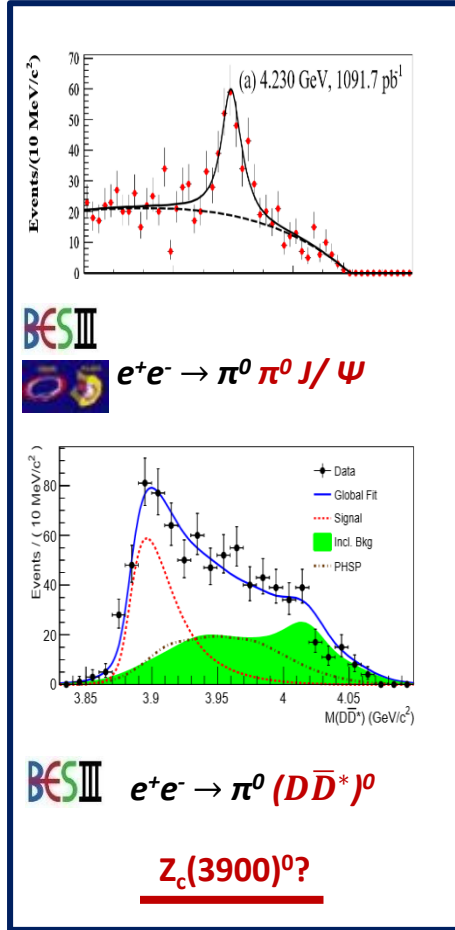 70
(a) 4.230 GeV, 1091.7 pb⁻¹
60
50
40
30
20
10
0
Events/(10 MeV/c²)
BESIII
e⁺e⁻ → π⁰ π⁰ J/ Ψ
Events / ( 10 MeV/c² )
80
60
40
20
0
Data
Global Fit
Signal
Incl. Bkg
PHSP
3.85 3.9 3.95 4 4.05
M(DD̅*) (GeV/c²)
BESIII e⁺e⁻ → π⁰ (DD̅*)⁰
Zc(3900)⁰?